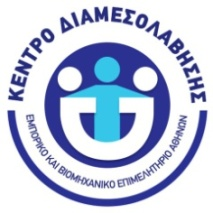 ΚΕΝΤΡΟ ΔΙΑΜΕΣΟΛΑΒΗΣΗΣ
ΕΜΠΟΡΙΚΟ ΚΑΙ ΒΙΟΜΗΧΑΝΙΚΟ ΕΠΙΜΕΛΗΤΗΡΙΟ ΑΘΗΝΩΝ